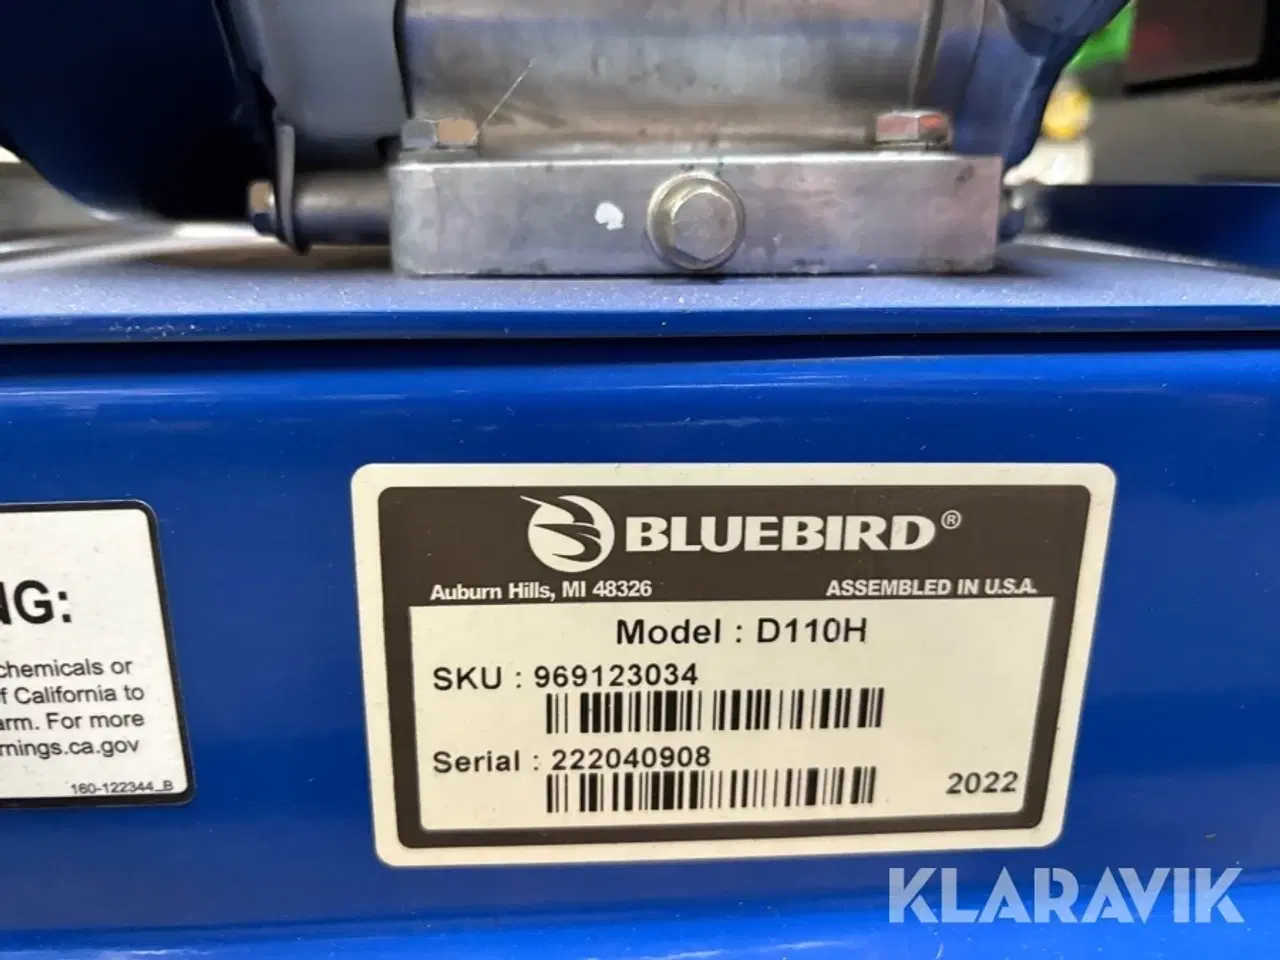 NG:
chemicals or
f California to
arm. For more
rnings.ca.gov
160-122344_B
BLUEBIRD®
Auburn Hills, MI 48326 ASSEMBLED IN U.S.A.
Model : D110H
SKU : 969123034
Serial : 222040908
2022
KLARAVIK